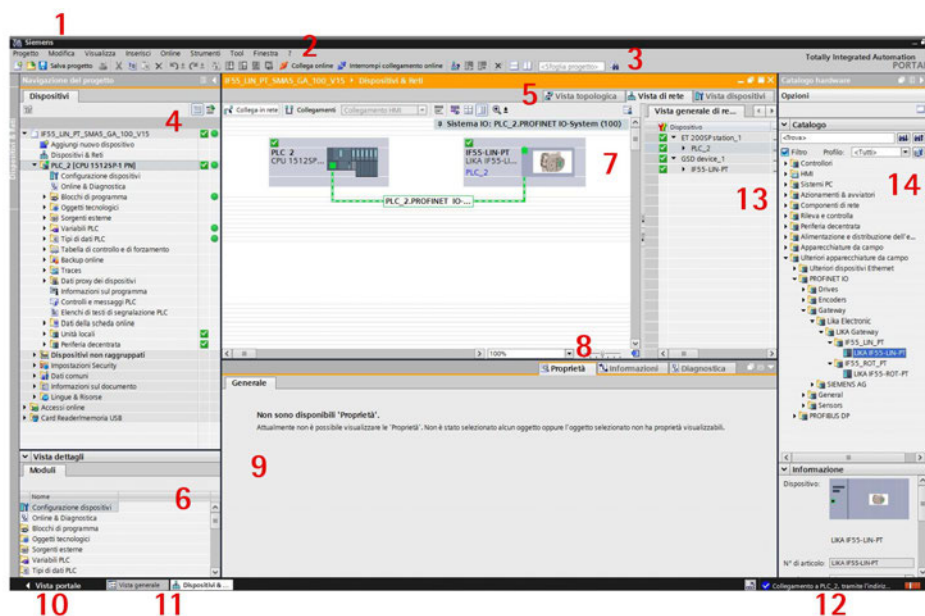 1
Siemens
Progetto Modifica Visualizza Inserisci Online Strumenti Tool Finestra ?
2
Salva progetto
Collega online
Interrompi collegamento online
<Sfoglia progetto>
3
Totally Integrated Automation
PORTAL
Navigazione del progetto
Dispositivi
4
IF55_LIN_PT_SMA5_GA_100_V15
Aggiungi nuovo dispositivo
Dispositivi & Reti
PLC_2 [CPU 1512SP-1 PN]
Configurazione dispositivi
Online & Diagnostica
Blocchi di programma
Oggetti tecnologici
Sorgenti esterne
Variabili PLC
Tipi di dati PLC
Tabella di controllo e di forzamento
Backup online
Traces
Dati proxy dei dispositivi
Informazioni sul programma
Controlli e messaggi PLC
Elenchi di testi di segnalazione PLC
Dati della scheda online
Unità locali
Periferia decentrata
Dispositivi non raggruppati
Impostazioni Security
Dati comuni
Informazioni sul documento
Lingue & Risorse
Accessi online
Card Reader/memoria USB
Vista dettagli
Moduli
6
Nome
Configurazione dispositivi
Online & Diagnostica
Blocchi di programma
Oggetti tecnologici
Sorgenti esterne
Variabili PLC
Tipi di dati PLC
IF55_LIN_PT_SMA5_GA_100_V15 Dispositivi & Reti
5
Vista topologica
Vista di rete
Vista dispositivi
Collega in rete
Collegamenti
Collegamento HMI
Sistema IO: PLC_2.PROFINET IO-System (100)
PLC_2
CPU 1512SP...
IF55-LIN-PT
LIKA IF55-LI...
PLC_2
7
PLC_2.PROFINET IO-...
100%
8
Vista generale di re...
Dispositivo
ET 200SP station_1
PLC_2
GSD device_1
IF55-LIN-PT
13
Proprietà
Informazioni
Diagnostica
Generale
Non sono disponibili 'Proprietà'.
Attualmente non è possibile visualizzare le 'Proprietà'. Non è stato selezionato alcun oggetto oppure l'oggetto selezionato non ha proprietà visualizzabili.
9
Catalogo hardware
Opzioni
Catalogo
<Trova>
Filtro Profilo: <Tutti>
14
Controllori
HMI
Sistemi PC
Azionamenti & avviatori
Componenti di rete
Rileva e controlla
Periferia decentrata
Alimentazione e distribuzione dell'e...
Apparecchiature da campo
Ulteriori apparecchiature da campo
Ulteriori dispositivi Ethernet
PROFINET IO
Drives
Encoders
Gateway
Lika Electronic
LIKA Gateway
IF55_LIN_PT
LIKA IF55-LIN-PT
IF55_ROT_PT
LIKA IF55-ROT-PT
SIEMENS AG
General
Sensors
PROFIBUS DP
Informazione
Dispositivo:
LIKA IF55-LIN-PT
N° di articolo: LIKA IF55-LIN-PT
Vista portale
Vista generale
Dispositivi & ...
Collegamento a PLC_2, tramite l'indiriz...
10
11
12